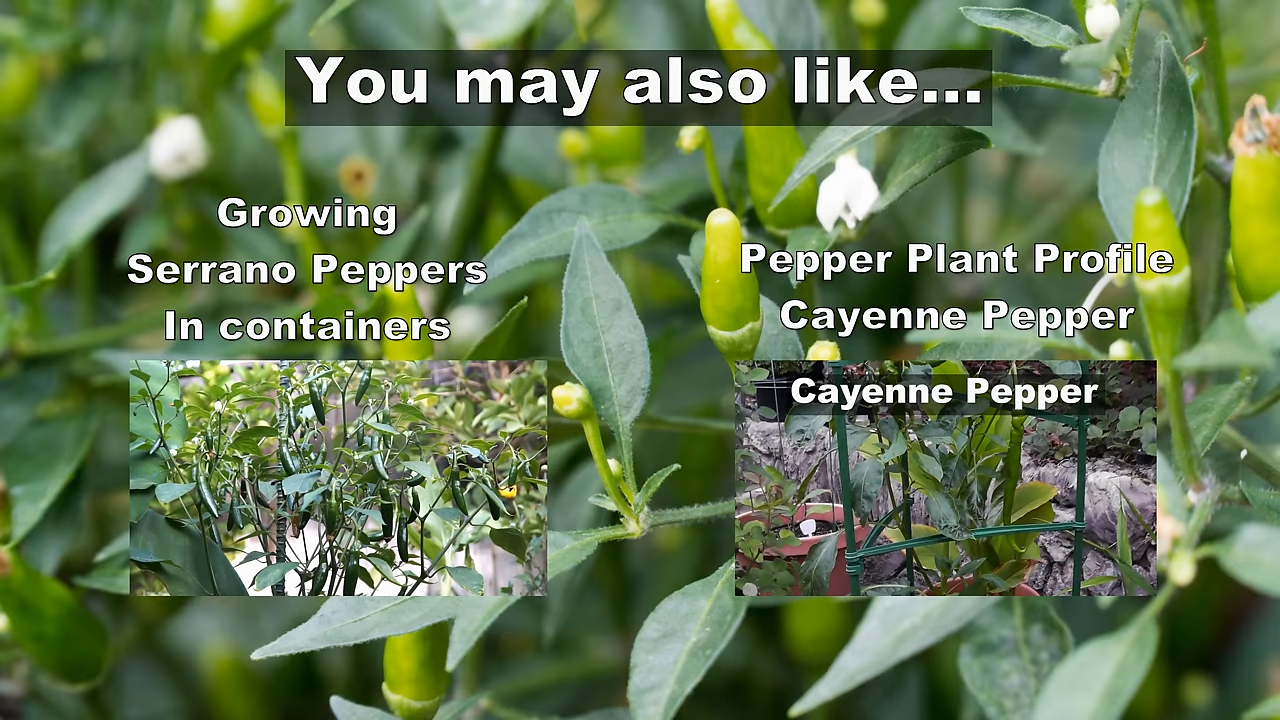 You may also like...
Growing
Serrano Peppers
In containers
Pepper Plant Profile
Cayenne Pepper
Cayenne Pepper